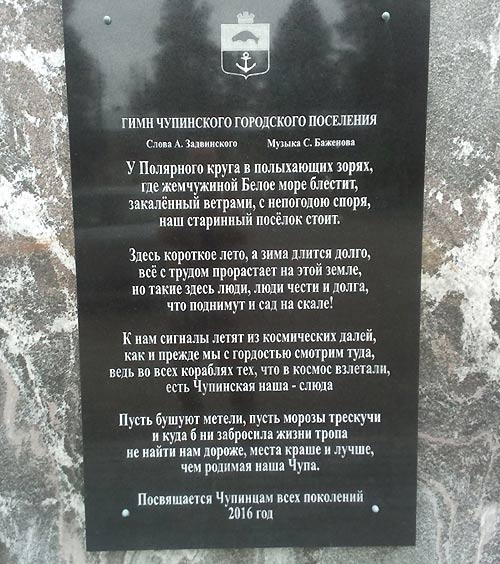 ГИМН ЧУПИНСКОГО ГОРОДСКОГО ПОСЕЛЕНИЯ
Слова А. Задвинского Музыка С. Баженова
У Полярного круга в полыхающих зорях,
где жемчужиной Белое море блестит,
закалённый ветрами, с непогодою споря,
наш старинный посёлок стоит.
Здесь короткое лето, а зима длится долго,
всё с трудом прорастает на этой земле,
но такие здесь люди, люди чести и долга,
что поднимут и сад на скале!
К нам сигналы летят из космических далей,
как и прежде мы с гордостью смотрим туда,
ведь во всех кораблях тех, что в космос взлетали,
есть Чупинская наша - слюда
Пусть бушуют метели, пусть морозы трескучи
и куда б ни забросила жизни тропа
не найти нам дороже, места краше и лучше,
чем родимая наша Чупа.
Посвящается Чупинцам всех поколений
2016 год